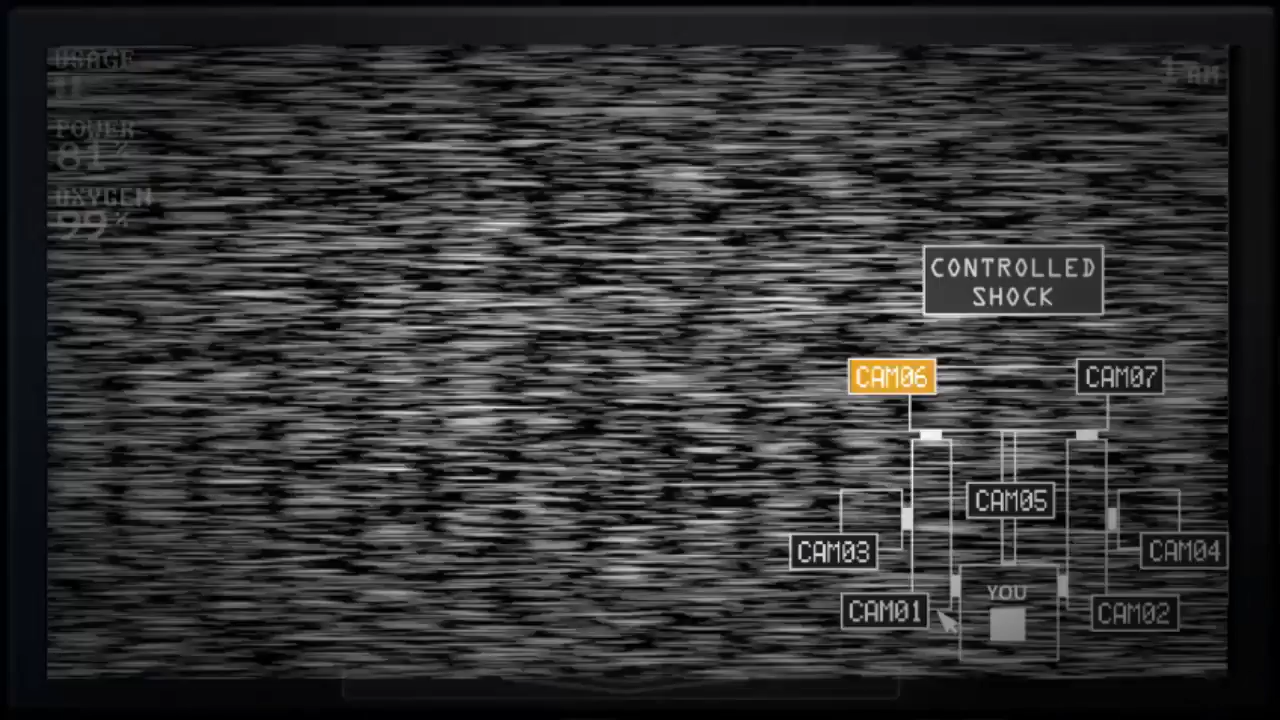 USAGE
1 AM
POWER
81%
OXYGEN
99%
CONTROLLED
SHOCK
CAM06
CAM07
CAM05
CAM03
CAM04
YOU
CAM01
CAM02